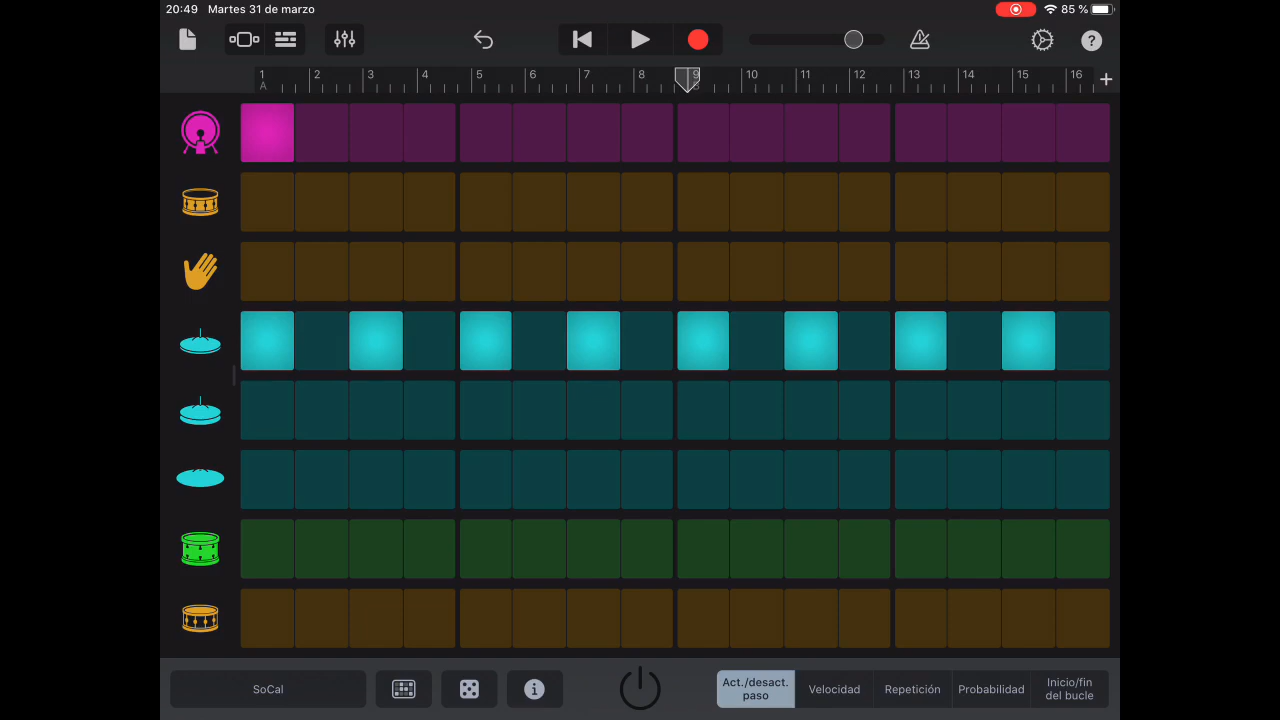 20:49 Martes 31 de marzo
85 %
?
1 2 3 4 5 6 7 8 9 10 11 12 13 14 15 16 +
A
SoCal
i
Act./desact.
paso
Velocidad
Repetición
Probabilidad
Inicio/fin
del bucle